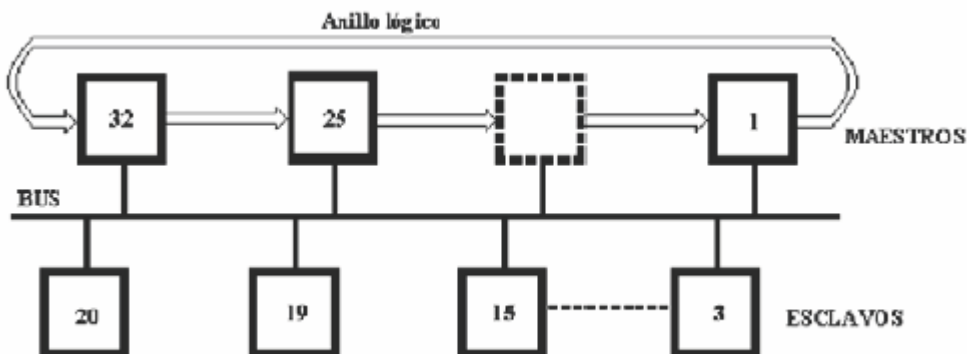 Anillo lógico
32
25
1
MAESTROS
BUS
20
19
15
3
ESCLAVOS